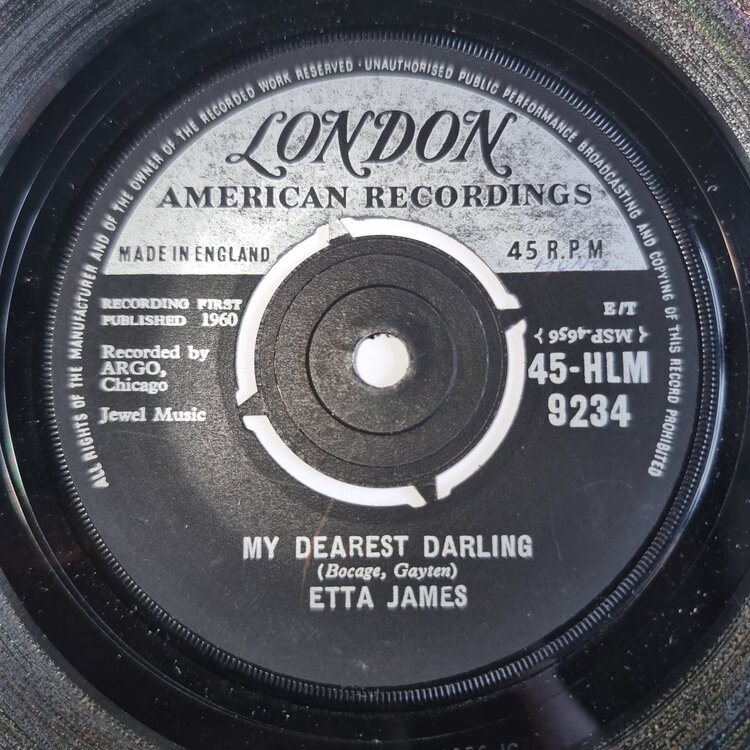 ALL RIGHTS OF THE MANUFACTURER AND OF THE OWNER OF THE RECORDED WORK RESERVED · UNAUTHORISED PUBLIC PERFORMANCE BROADCASTING AND COPYING OF THIS RECORD PROHIBITED
LONDON
AMERICAN RECORDINGS
MADE IN ENGLAND
45 R.P.M
RECORDING FIRST
PUBLISHED 1960
Recorded by
ARGO,
Chicago
Jewel Music
E/T
(MSP.4696)
45-HLM
9234
MY DEAREST DARLING
(Bocage, Gayten)
ETTA JAMES